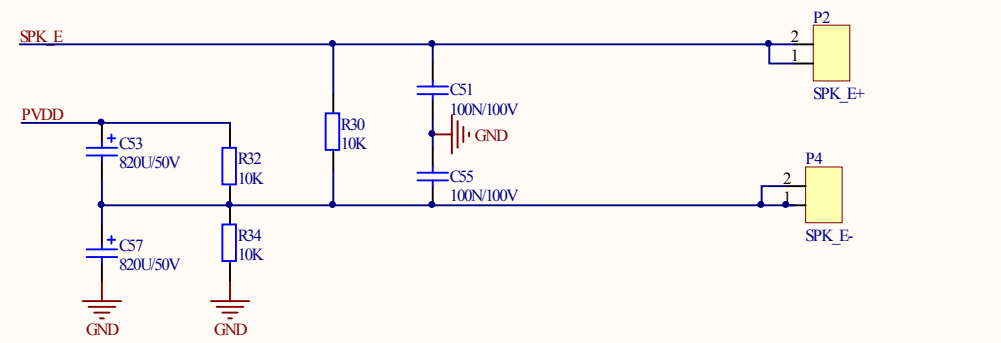 SPK_E
P2
2
1
SPK_E+
C51
100N/100V
GND
R30
10K
PVDD
C53
820U/50V
R32
10K
C55
100N/100V
P4
2
1
SPK_E-
C57
820U/50V
R34
10K
GND
GND